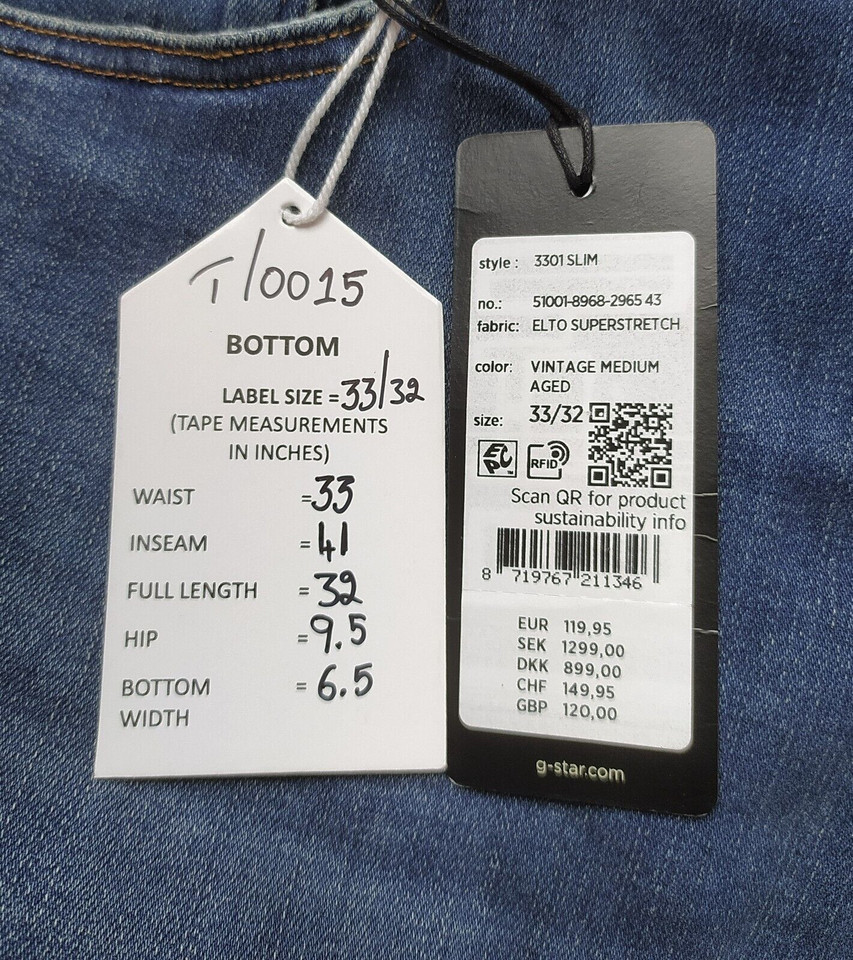 T/0015
BOTTOM
LABEL SIZE = 33/32
(TAPE MEASUREMENTS
IN INCHES)
WAIST = 33
INSEAM = 41
FULL LENGTH = 32
HIP = 9.5
BOTTOM = 6.5
WIDTH
style : 3301 SLIM
no.: 51001-8968-2965 43
fabric: ELTO SUPERSTRETCH
color: VINTAGE MEDIUM
AGED
size: 33/32
EPC TM
RFID
Scan QR for product
sustainability info
8 719767 211346
EUR 119,95
SEK 1299,00
DKK 899,00
CHF 149,95
GBP 120,00
g-star.com